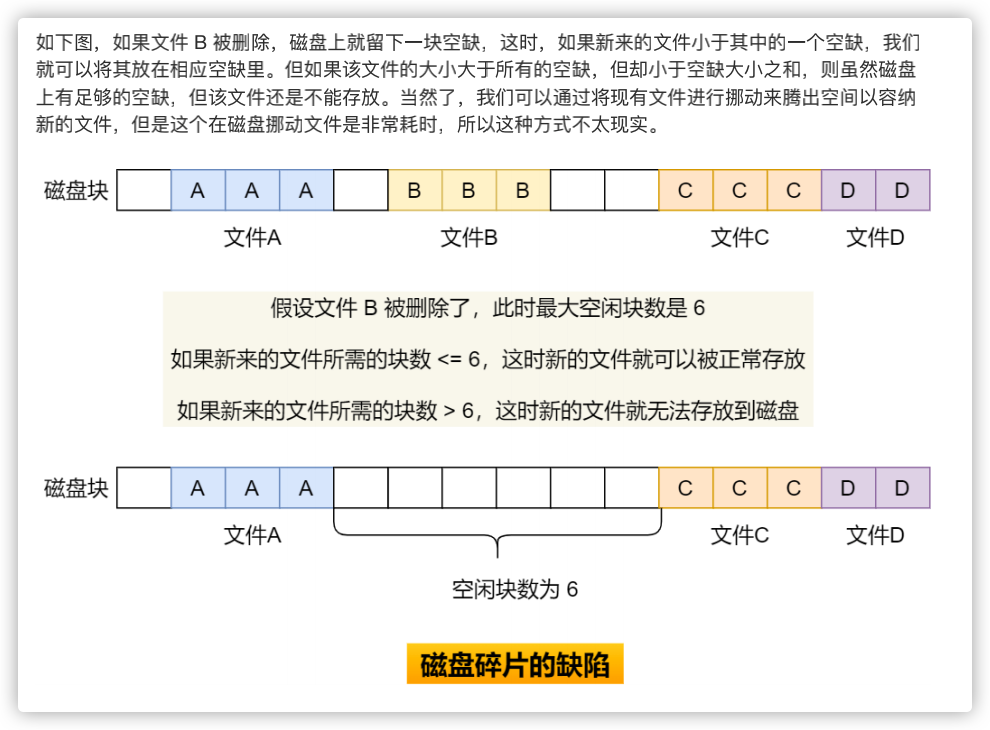 如下图，如果文件 B 被删除，磁盘上就留下一块空缺，这时，如果新来的文件小于其中的一个空缺，我们
就可以将其放在相应空缺里。但如果该文件的大小大于所有的空缺，但却小于空缺大小之和，则虽然磁盘
上有足够的空缺，但该文件还是不能存放。当然了，我们可以通过将现有文件进行挪动来腾出空间以容纳
新的文件，但是这个在磁盘挪动文件是非常耗时，所以这种方式不太现实。
磁盘块 A A A B B B C C C D D
文件A 文件B 文件C 文件D
假设文件 B 被删除了，此时最大空闲块数是 6
如果新来的文件所需的块数 <= 6，这时新的文件就可以被正常存放
如果新来的文件所需的块数 > 6，这时新的文件就无法存放到磁盘
磁盘块 A A A C C C D D
文件A 文件C 文件D
空闲块数为 6
磁盘碎片的缺陷